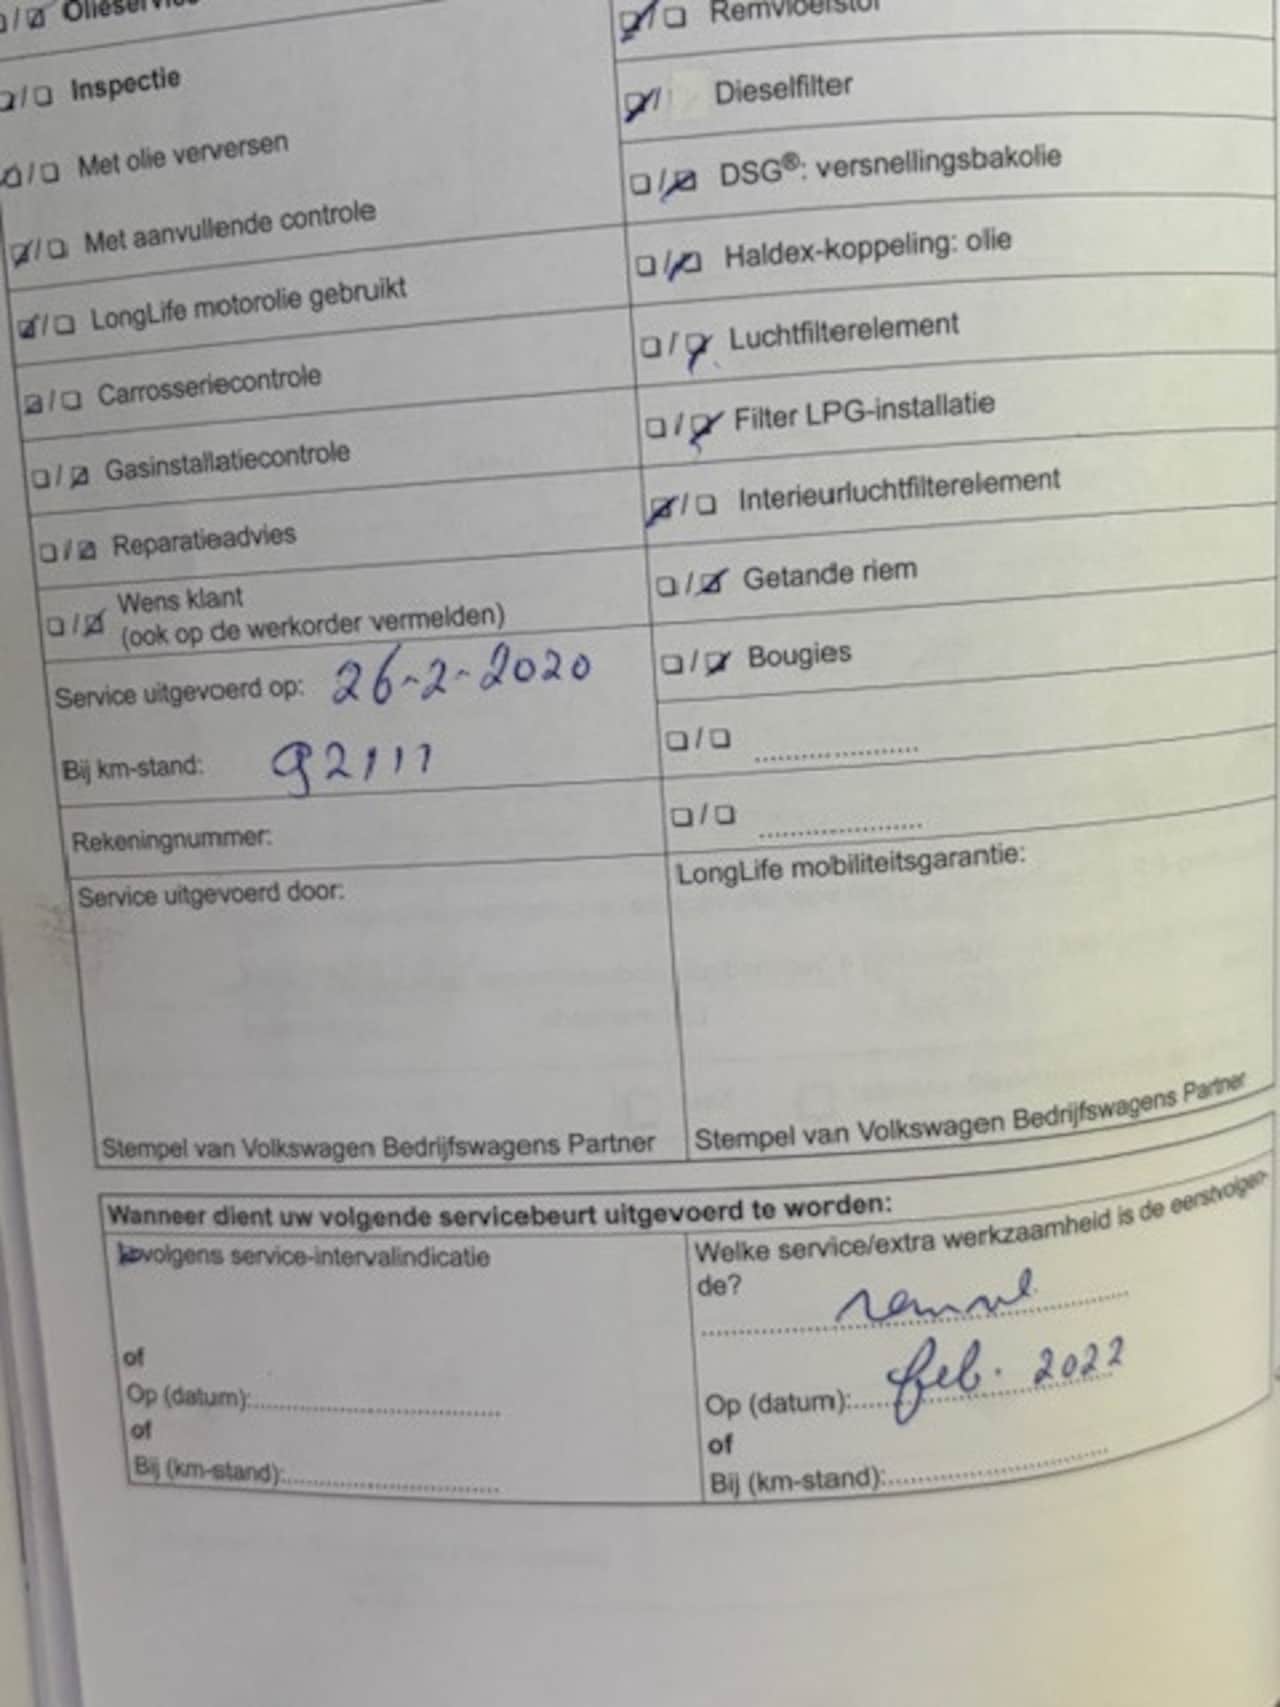 Olieservice
Inspectie
Met olie verversen
Met aanvullende controle
LongLife motorolie gebruikt
Carrosseriecontrole
Gasinstallatiecontrole
Reparatieadvies
Wens klant
(ook op de werkorder vermelden)
Service uitgevoerd op: 26-2-2020
Bij km-stand: 92111
Rekeningnummer:
Service uitgevoerd door:
Stempel van Volkswagen Bedrijfswagens Partner
Remvloeistof
Dieselfilter
DSG®: versnellingsbakolie
Haldex-koppeling: olie
Luchtfilterelement
Filter LPG-installatie
Interieurluchtfilterelement
Getande riem
Bougies
LongLife mobiliteitsgarantie:
Stempel van Volkswagen Bedrijfswagens Partner
Wanneer dient uw volgende servicebeurt uitgevoerd te worden:
volgens service-intervalindicatie
of
Op (datum):
of
Bij (km-stand):
Welke service/extra werkzaamheid is de eerstvolgen-
de?
Op (datum): feb. 2022
of
Bij (km-stand):